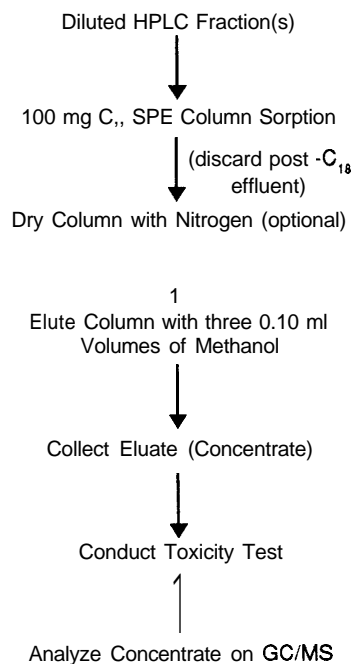 Diluted HPLC Fraction(s)
100 mg C,, SPE Column Sorption
(discard post -C18
effluent)
Dry Column with Nitrogen (optional)
1
Elute Column with three 0.10 ml
Volumes of Methanol
Collect Eluate (Concentrate)
Conduct Toxicity Test
Analyze Concentrate on GC/MS